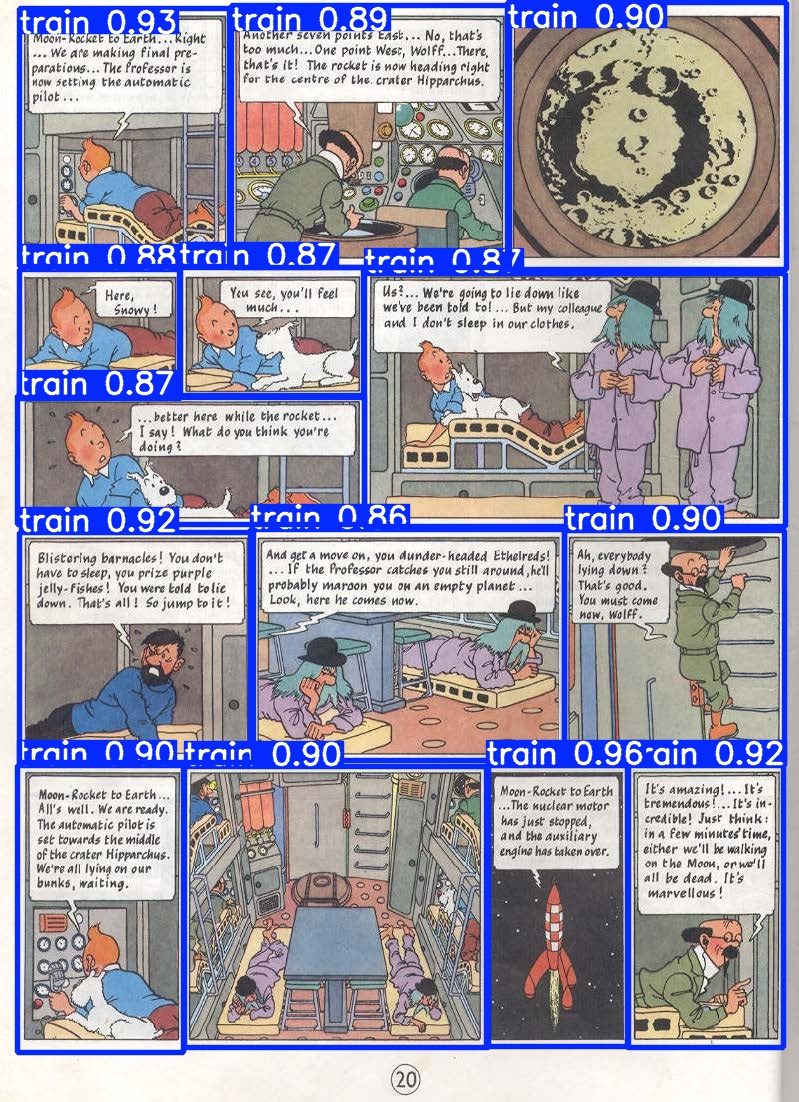 train 0.93
Moon-Rocket to Earth... Right
... We are making final pre-
parations... The Professor is
now setting the automatic
pilot...
train 0.89
Another seven points East... No, that's
too much... One point West, Wolff... There,
that's it! The rocket is now heading right
for the centre of the crater Hipparchus.
train 0.90
train 0.88
Here,
Snowy!
train 0.87
You see, you'll feel
much...
train 0.87
...better here while the rocket...
I say! What do you think you're
doing?
train 0.87
Us?... We're going to lie down like
we've been told to!... But my colleague
and I don't sleep in our clothes.
train 0.92
Blistering barnacles! You don't
have to sleep, you prize purple
jelly-fishes! You were told to lie
down. That's all! So jump to it!
train 0.86
And get a move on, you dunder-headed Ethelreds!
... If the Professor catches you still around, he'll
probably maroon you on an empty planet...
Look, here he comes now.
train 0.90
Ah, everybody
lying down?
That's good.
You must come
now, Wolff.
train 0.90
Moon-Rocket to Earth...
All's well. We are ready.
The automatic pilot is
set towards the middle
of the crater Hipparchus.
We're all lying on our
bunks, waiting.
train 0.90
train 0.96
Moon-Rocket to Earth
... The nuclear motor
has just stopped,
and the auxiliary
engine has taken over.
train 0.92
It's amazing!... It's
tremendous!... It's in-
credible! Just think:
in a few minutes' time,
either we'll be walking
on the Moon, or we'll
all be dead. It's
marvellous!
20